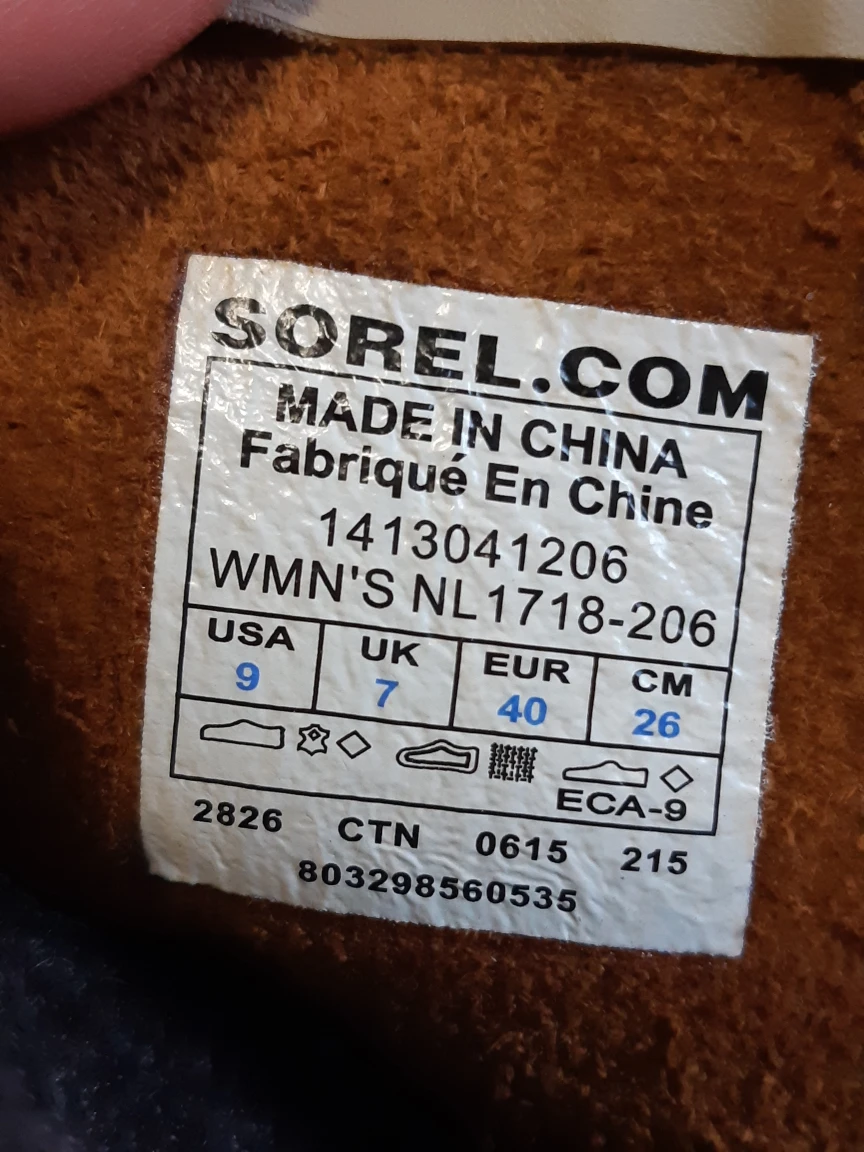 SOREL.COM
MADE IN CHINA
Fabriqué En Chine
1413041206
WMN'S NL1718-206
USA UK EUR CM
9 7 40 26
ECA-9
2826 CTN 0615 215
803298560535